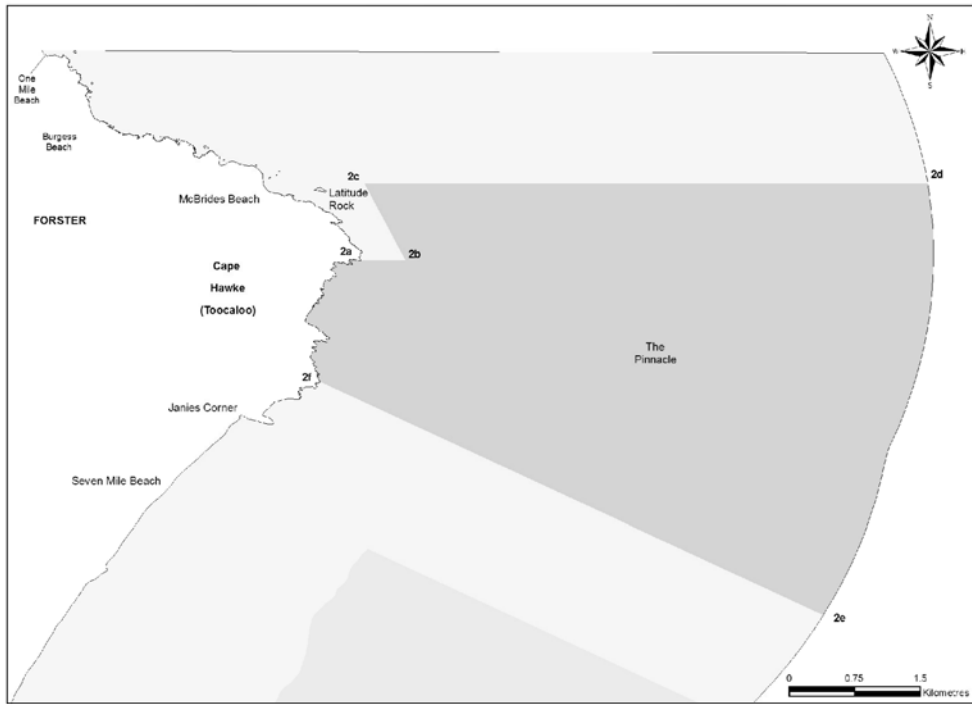 N
W
E
S
One
Mile
Beach
Burgess
Beach
2c
2d
McBrides Beach
Latitude
Rock
FORSTER
2a
2b
Cape
Hawke
(Toocaloo)
The
Pinnacle
2f
Janies Corner
Seven Mile Beach
2e
0 0.75 1.5
Kilometres